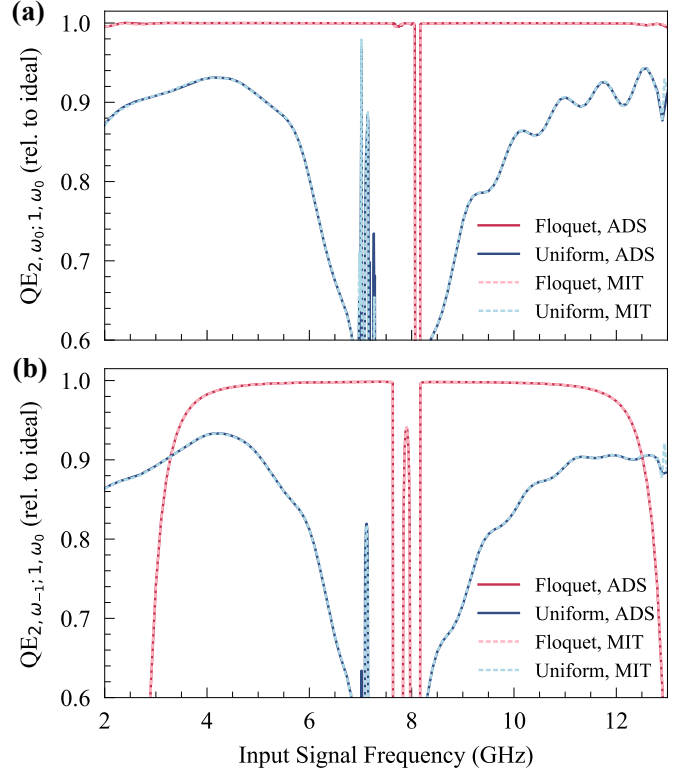 (a)
QE2, ω0; 1, ω0 (rel. to ideal)
1.0
0.9
0.8
0.7
0.6
Floquet, ADS
Uniform, ADS
Floquet, MIT
Uniform, MIT
(b)
QE2, ω−1; 1, ω0 (rel. to ideal)
1.0
0.9
0.8
0.7
0.6
Floquet, ADS
Uniform, ADS
Floquet, MIT
Uniform, MIT
2 4 6 8 10 12
Input Signal Frequency (GHz)